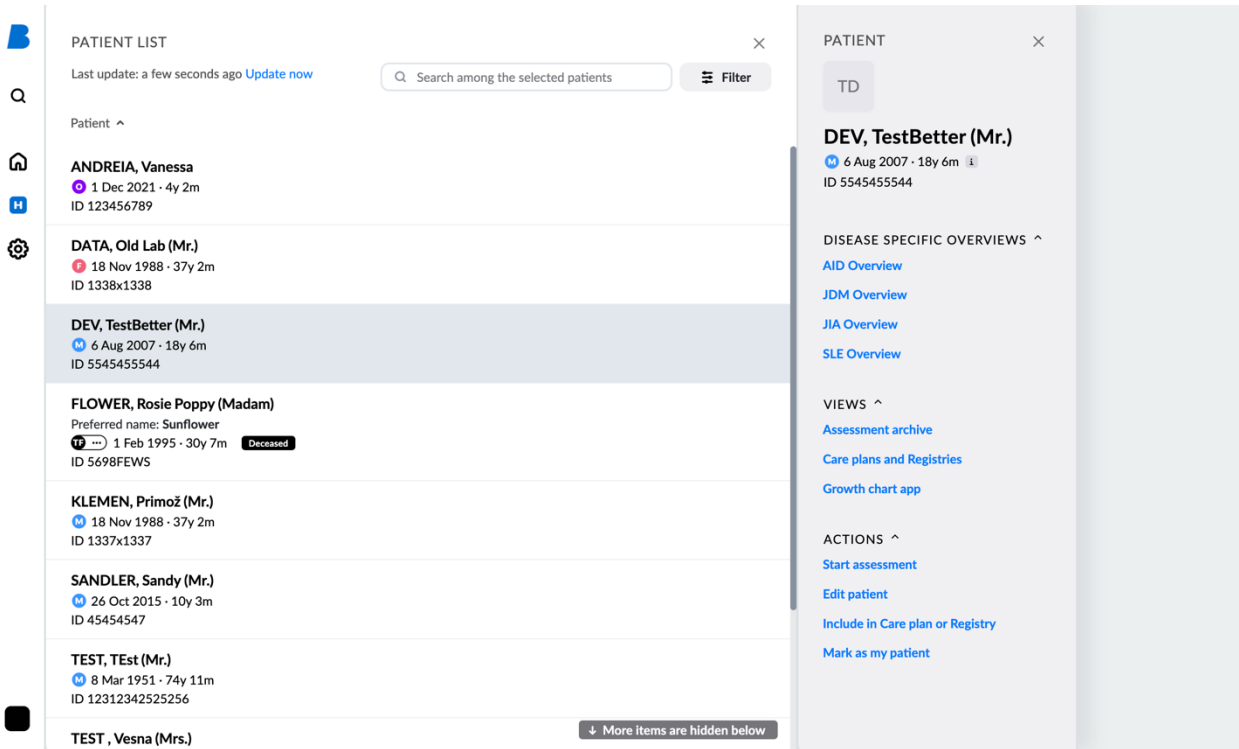 PATIENT LIST
Last update: a few seconds ago Update now
Search among the selected patients
Filter
Patient
ANDREIA, Vanessa
O 1 Dec 2021 · 4y 2m
ID 123456789
DATA, Old Lab (Mr.)
F 18 Nov 1988 · 37y 2m
ID 1338x1338
DEV, TestBetter (Mr.)
M 6 Aug 2007 · 18y 6m
ID 5545455544
FLOWER, Rosie Poppy (Madam)
Preferred name: Sunflower
TF ··· 1 Feb 1995 · 30y 7m Deceased
ID 5698FEWS
KLEMEN, Primož (Mr.)
M 18 Nov 1988 · 37y 2m
ID 1337x1337
SANDLER, Sandy (Mr.)
M 26 Oct 2015 · 10y 3m
ID 45454547
TEST, TEst (Mr.)
M 8 Mar 1951 · 74y 11m
ID 12312342525256
TEST , Vesna (Mrs.)
↓ More items are hidden below
B
H
PATIENT
TD
DEV, TestBetter (Mr.)
M 6 Aug 2007 · 18y 6m i
ID 5545455544
DISEASE SPECIFIC OVERVIEWS
AID Overview
JDM Overview
JIA Overview
SLE Overview
VIEWS
Assessment archive
Care plans and Registries
Growth chart app
ACTIONS
Start assessment
Edit patient
Include in Care plan or Registry
Mark as my patient